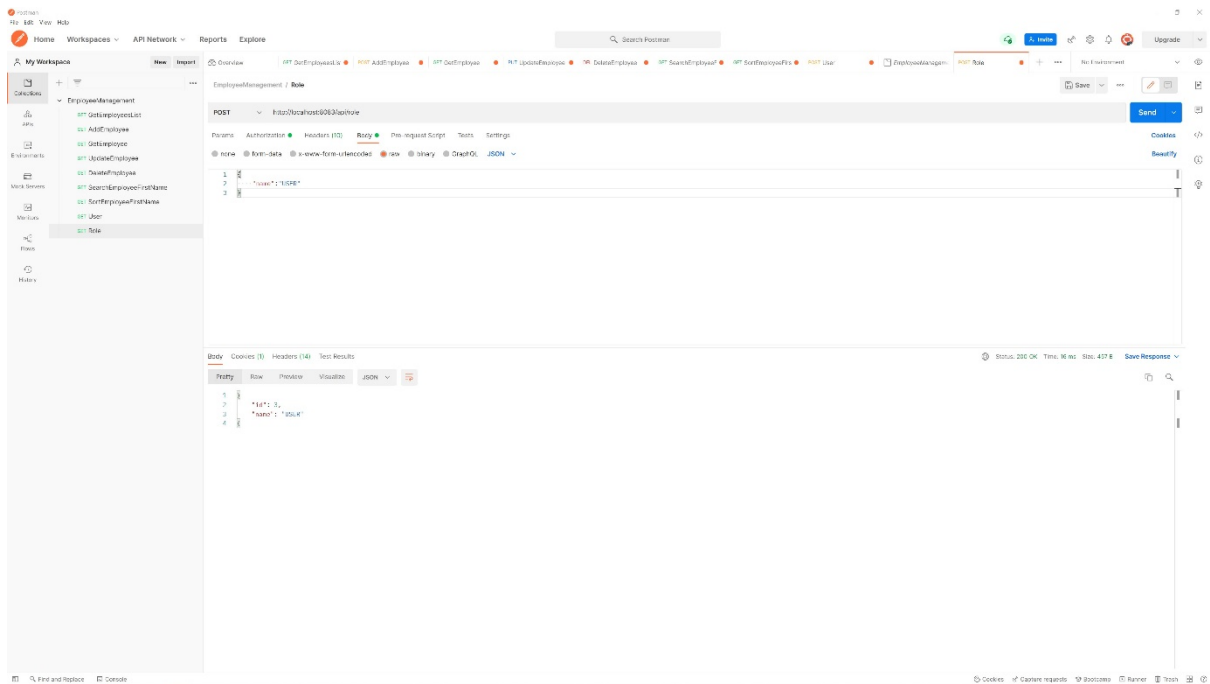 Postman
File Edit View Help
Home Workspaces API Network Reports Explore
Search Postman
Invite
Upgrade
My Workspace
New Import
Overview
GET GetEmployeesLis
POST AddEmployee
GET GetEmployee
PUT UpdateEmployee
DEL DeleteEmployee
GET SearchEmployeeF
GET SortEmployeeFirs
POST User
EmployeeManagem
POST Role
No Environment
Collections
APIs
Environments
Mock Servers
Monitors
Flows
History
EmployeeManagement
GET GetEmployeesList
GET AddEmployee
GET GetEmployee
GET UpdateEmployee
GET DeleteEmployee
GET SearchEmployeeFirstName
GET SortEmployeeFirstName
GET User
GET Role
EmployeeManagement / Role
Save
POST http://localhost:8083/api/role
Send
Params Authorization Headers (10) Body Pre-request Script Tests Settings
Cookies
none form-data x-www-form-urlencoded raw binary GraphQL JSON
Beautify
1 {
2 "name":"USER"
3 }
Body Cookies (1) Headers (14) Test Results
Status: 200 OK Time: 16 ms Size: 457 B Save Response
Pretty Raw Preview Visualize JSON
1 {
2 "id": 3,
3 "name": "USER"
4 }
Find and Replace Console
Cookies Capture requests Bootcamp Runner Trash